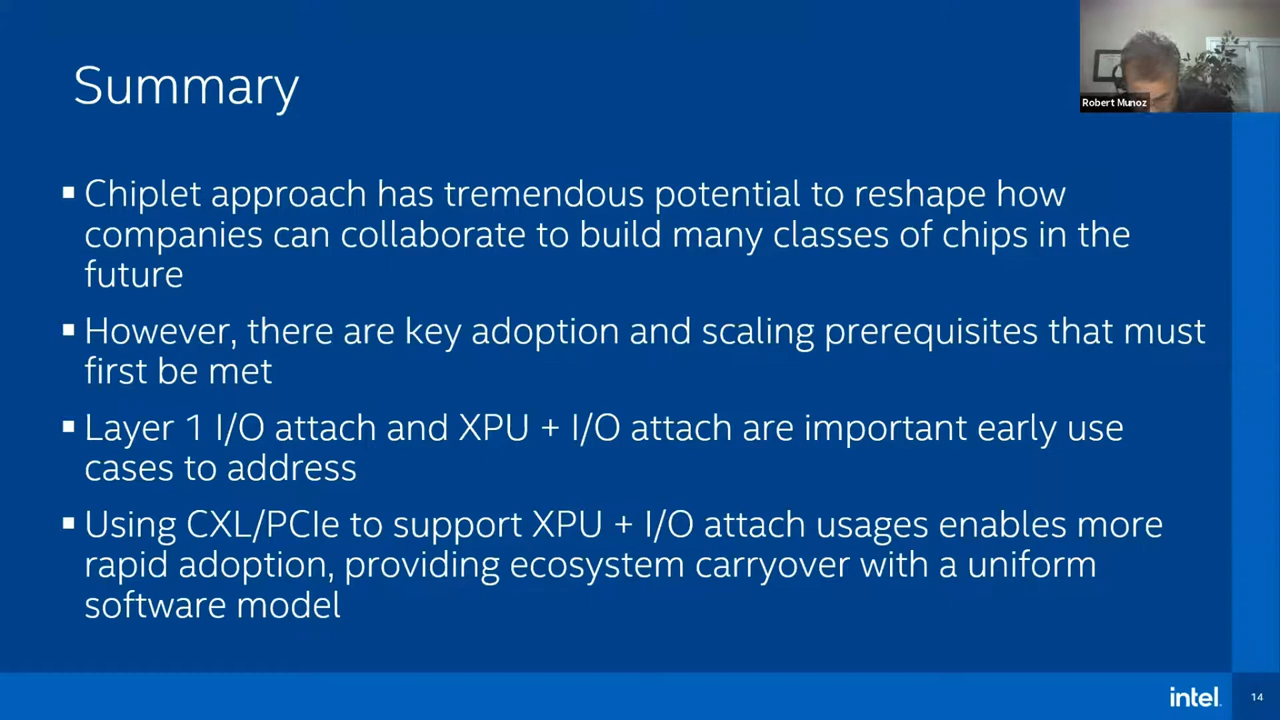 Summary
Robert Munoz
▪ Chiplet approach has tremendous potential to reshape how
companies can collaborate to build many classes of chips in the
future
▪ However, there are key adoption and scaling prerequisites that must
first be met
▪ Layer 1 I/O attach and XPU + I/O attach are important early use
cases to address
▪ Using CXL/PCIe to support XPU + I/O attach usages enables more
rapid adoption, providing ecosystem carryover with a uniform
software model
intel.
14